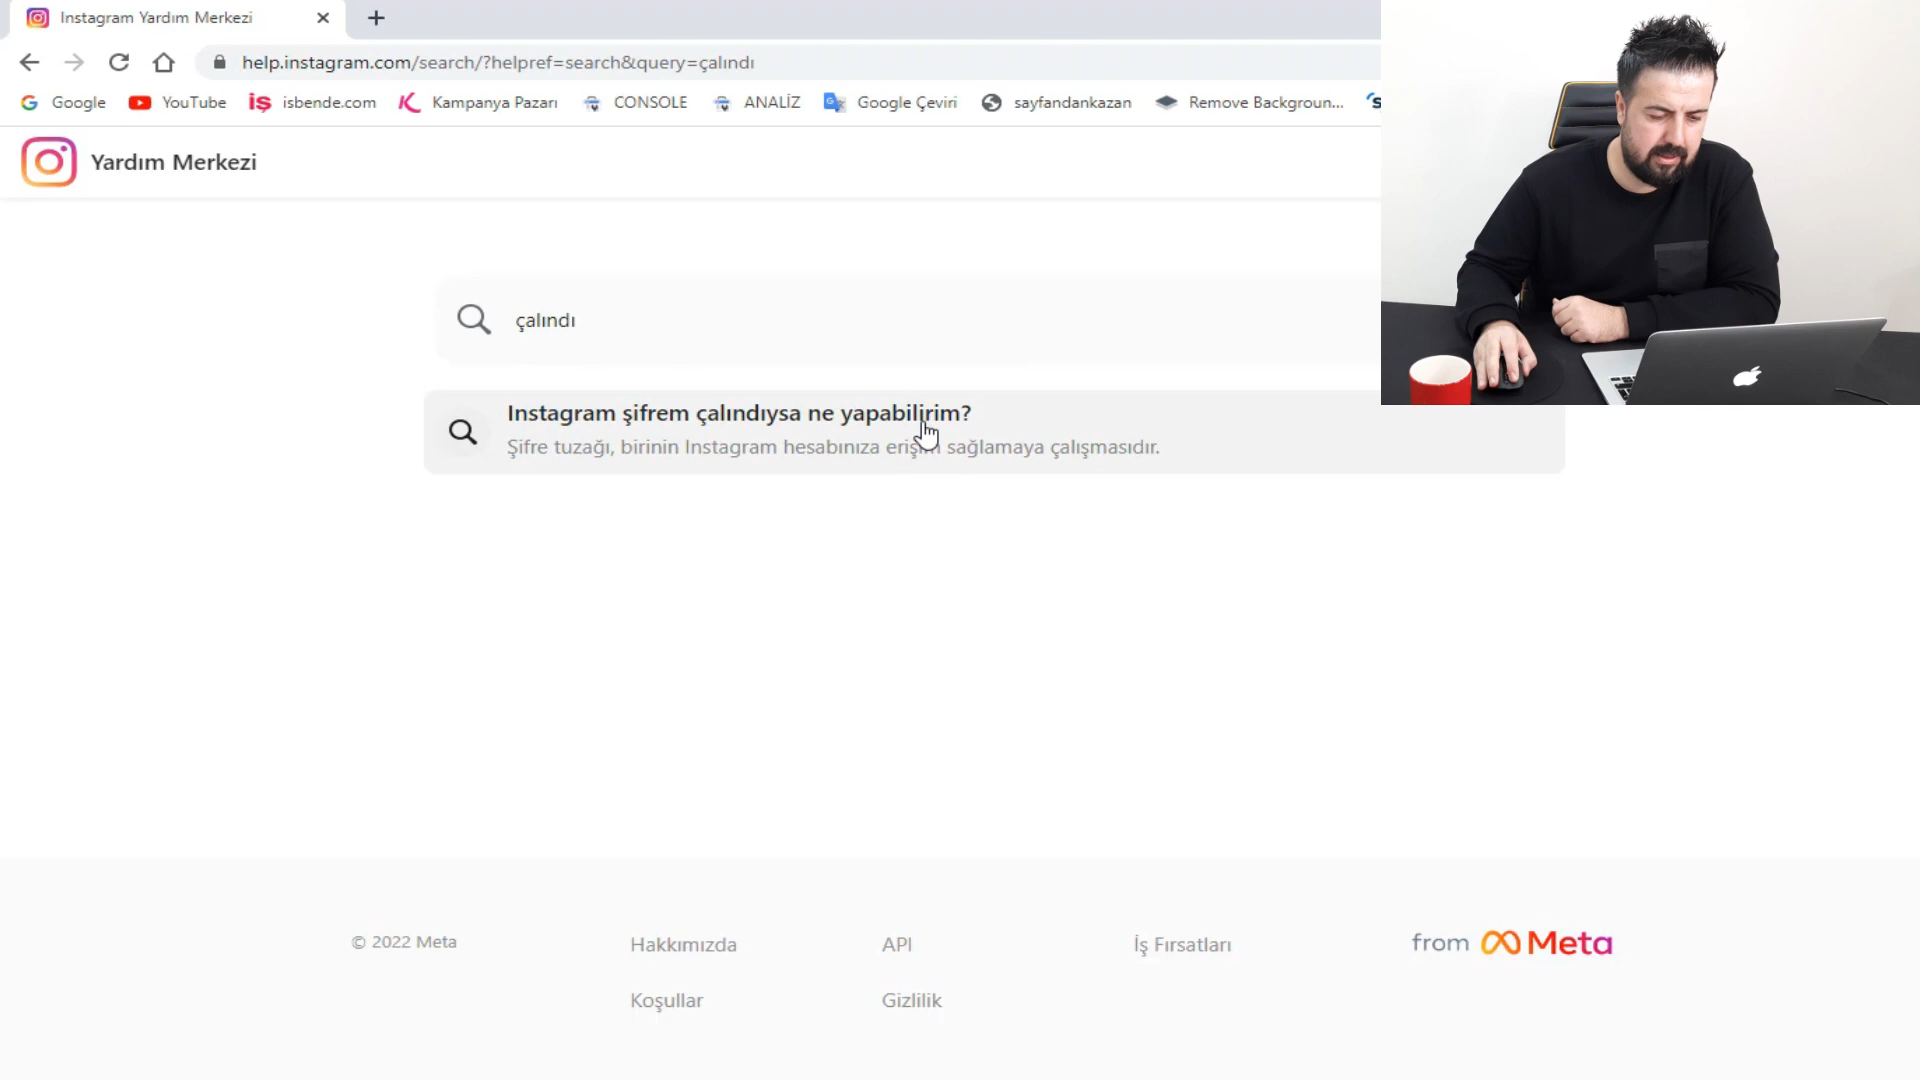 Instagram Yardım Merkezi
help.instagram.com/search/?helpref=search&query=çalındı
Google
YouTube
İŞ isbende.com
Kampanya Pazarı
CONSOLE
ANALİZ
Google Çeviri
sayfandankazan
Remove Backgroun...
Yardım Merkezi
çalındı
Instagram şifrem çalındıysa ne yapabilirim?
Şifre tuzağı, birinin Instagram hesabınıza erişim sağlamaya çalışmasıdır.
© 2022 Meta
Hakkımızda
API
İş Fırsatları
from Meta
Koşullar
Gizlilik